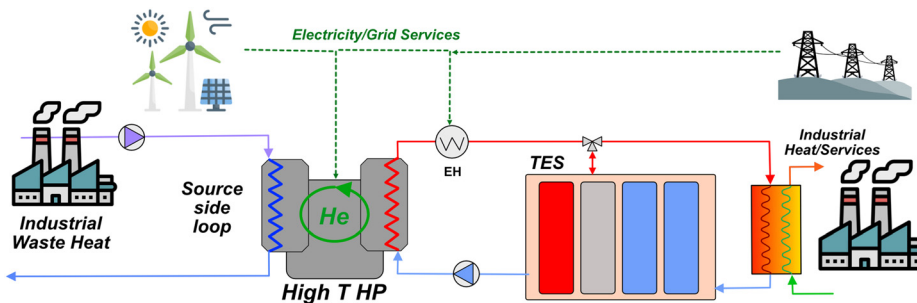 Electricity/Grid Services
Industrial
Heat/Services
EH
TES
Source
side
loop
He
Industrial
Waste Heat
High T HP